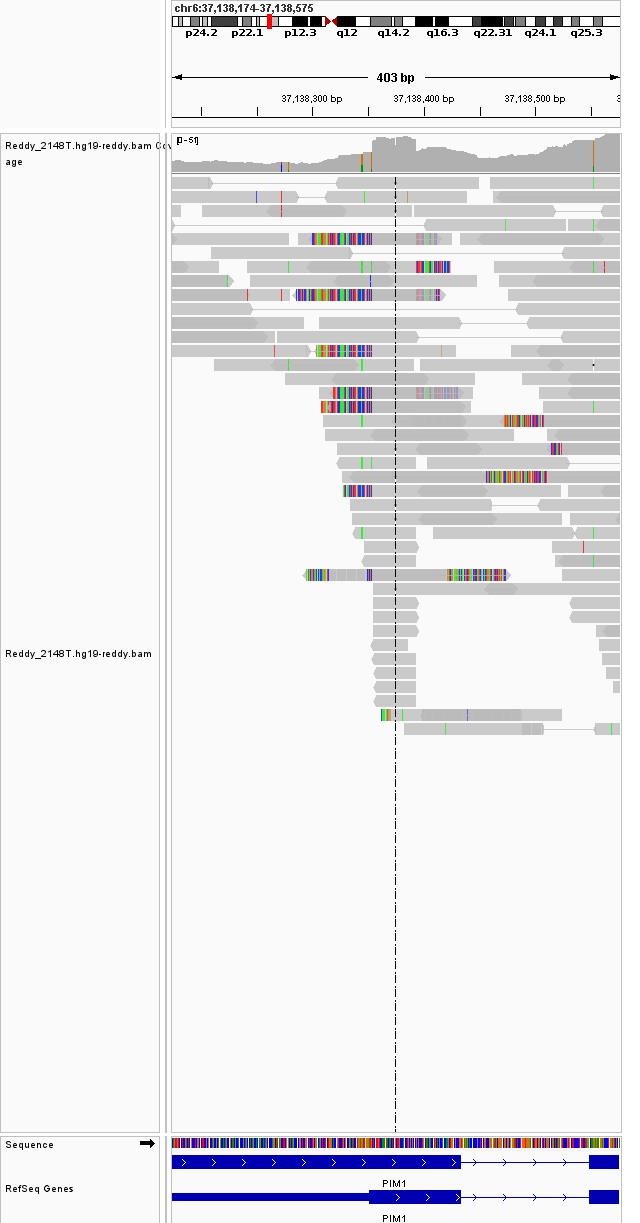 chr6:37,138,174-37,138,575
p24.2 p22.1 p12.3 q12 q14.2 q16.3 q22.31 q24.1 q25.3
403 bp
37,138,300 bp 37,138,400 bp 37,138,500 bp
Reddy_2148T.hg19-reddy.bam Cov
age
[0-51]
Reddy_2148T.hg19-reddy.bam
Sequence
PIM1
RefSeq Genes
PIM1